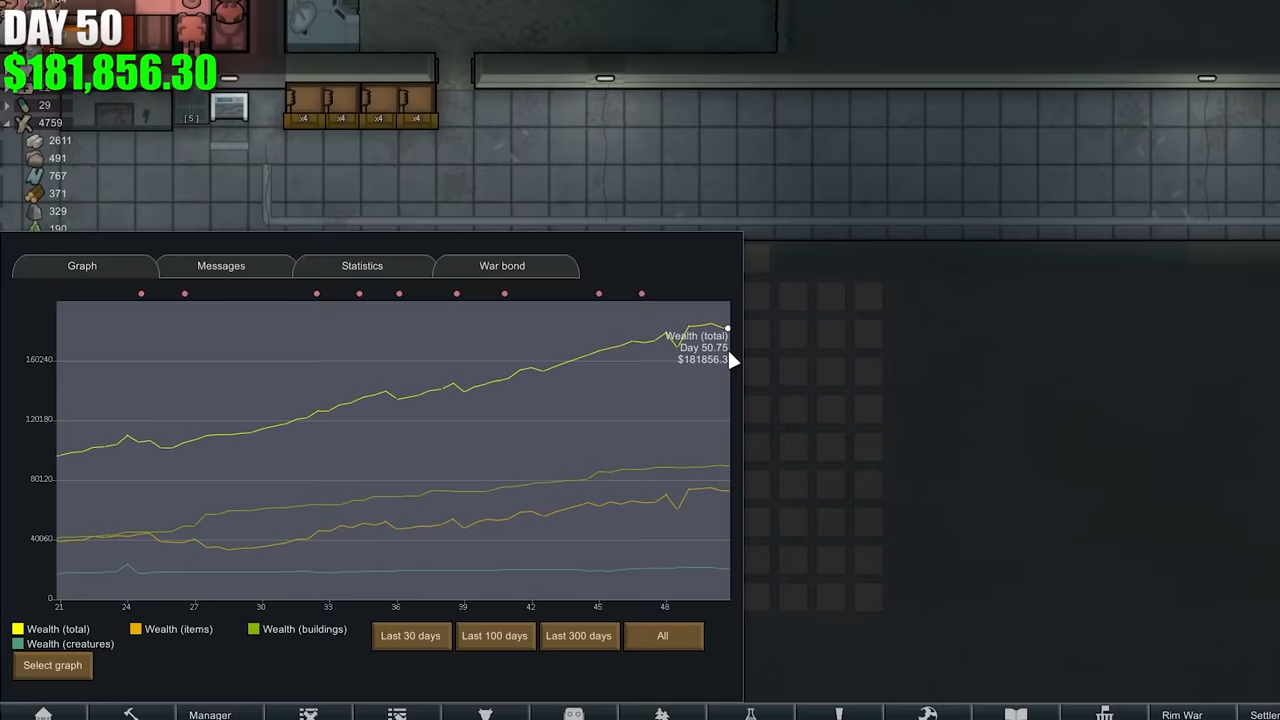 DAY 50
$181,856.30
29
4759
[5]
x4 x4 x4 x4
2611
491
767
371
329
190
Graph Messages Statistics War bond
Wealth (total)
Day 50.75
$181856.3
160240
120180
80120
40060
0
21 24 27 30 33 36 39 42 45 48
Wealth (total) Wealth (items) Wealth (buildings)
Wealth (creatures)
Last 30 days Last 100 days Last 300 days All
Select graph
Manager Rim War Settle